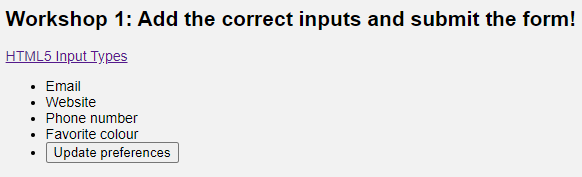 Workshop 1: Add the correct inputs and submit the form!
HTML5 Input Types
Email
Website
Phone number
Favorite colour
Update preferences